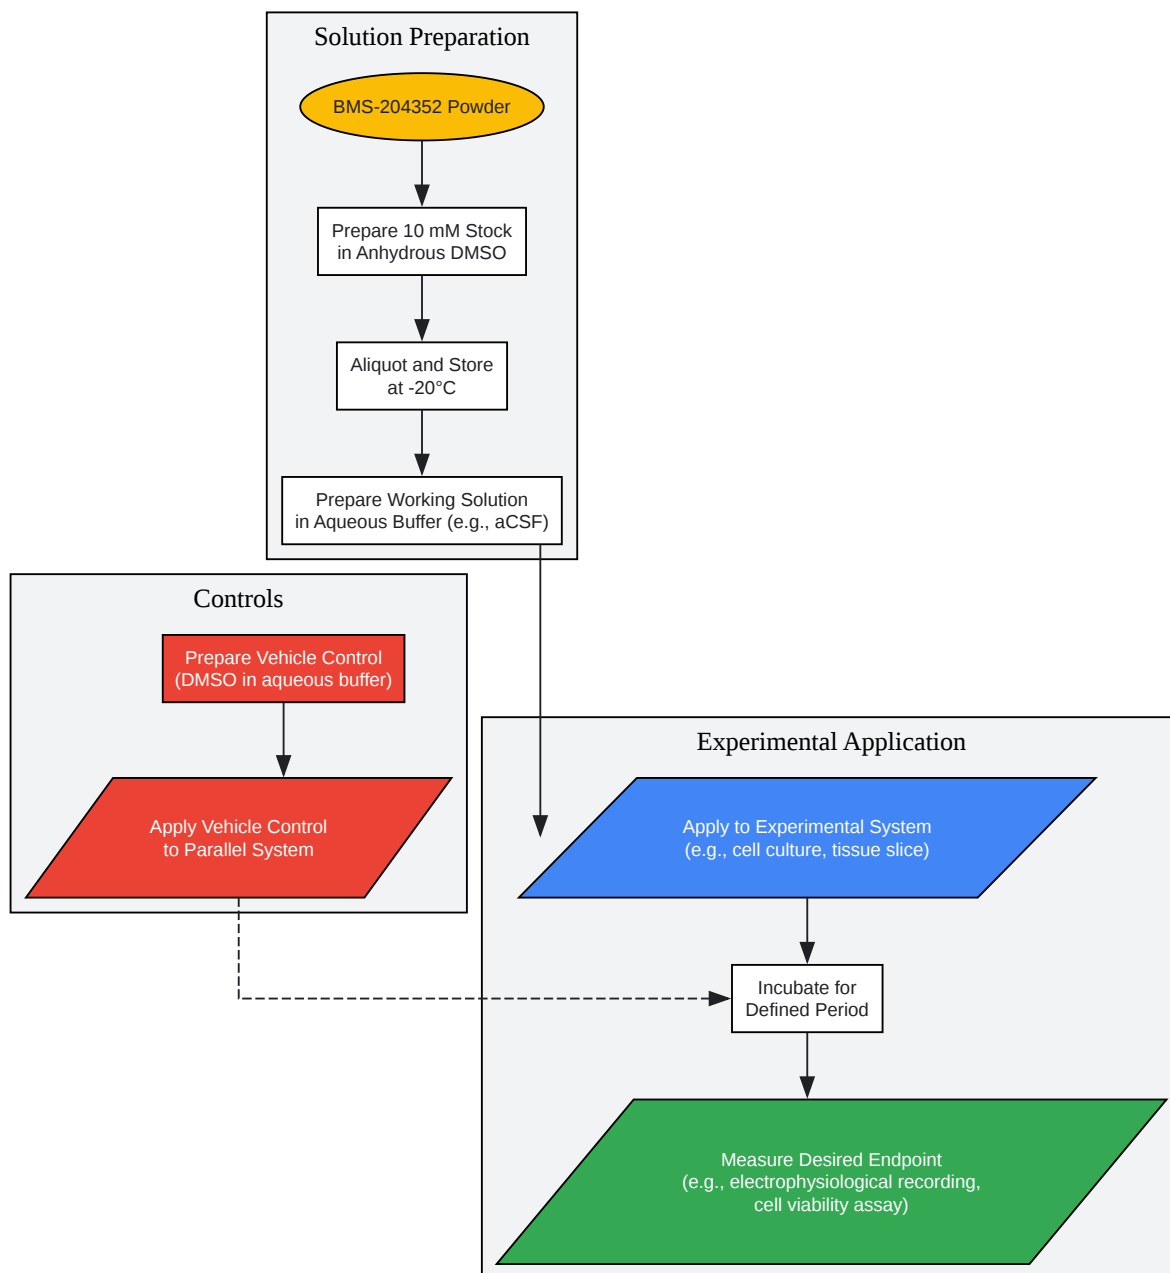 Solution Preparation
BMS-204352 Powder
Prepare 10 mM Stock
in Anhydrous DMSO
Aliquot and Store
at -20°C
Prepare Working Solution
in Aqueous Buffer (e.g., aCSF)
Controls
Prepare Vehicle Control
(DMSO in aqueous buffer)
Apply Vehicle Control
to Parallel System
Experimental Application
Apply to Experimental System
(e.g., cell culture, tissue slice)
Incubate for
Defined Period
Measure Desired Endpoint
(e.g., electrophysiological recording,
cell viability assay)